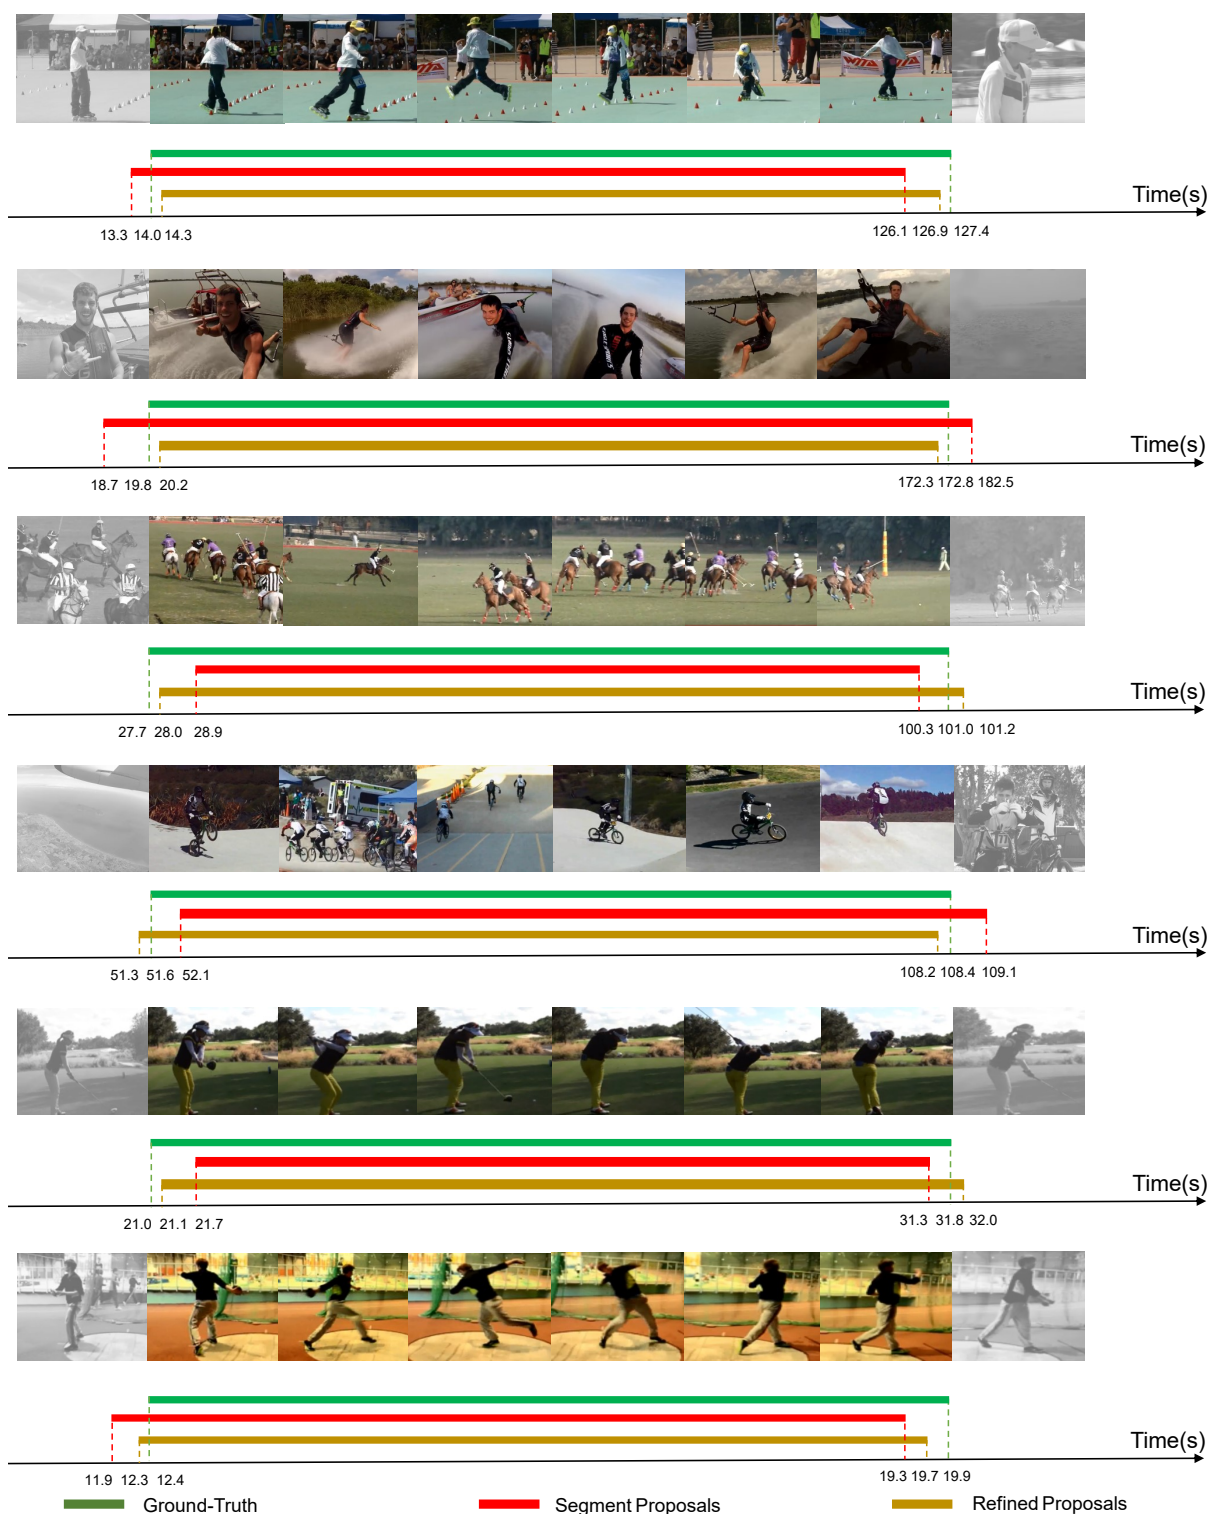 Time(s)
13.3 14.0 14.3 126.1 126.9 127.4
Time(s)
18.7 19.8 20.2 172.3 172.8 182.5
Time(s)
27.7 28.0 28.9 100.3 101.0 101.2
Time(s)
51.3 51.6 52.1 108.2 108.4 109.1
Time(s)
21.0 21.1 21.7 31.3 31.8 32.0
Time(s)
11.9 12.3 12.4 19.3 19.7 19.9
Ground-Truth Segment Proposals Refined Proposals